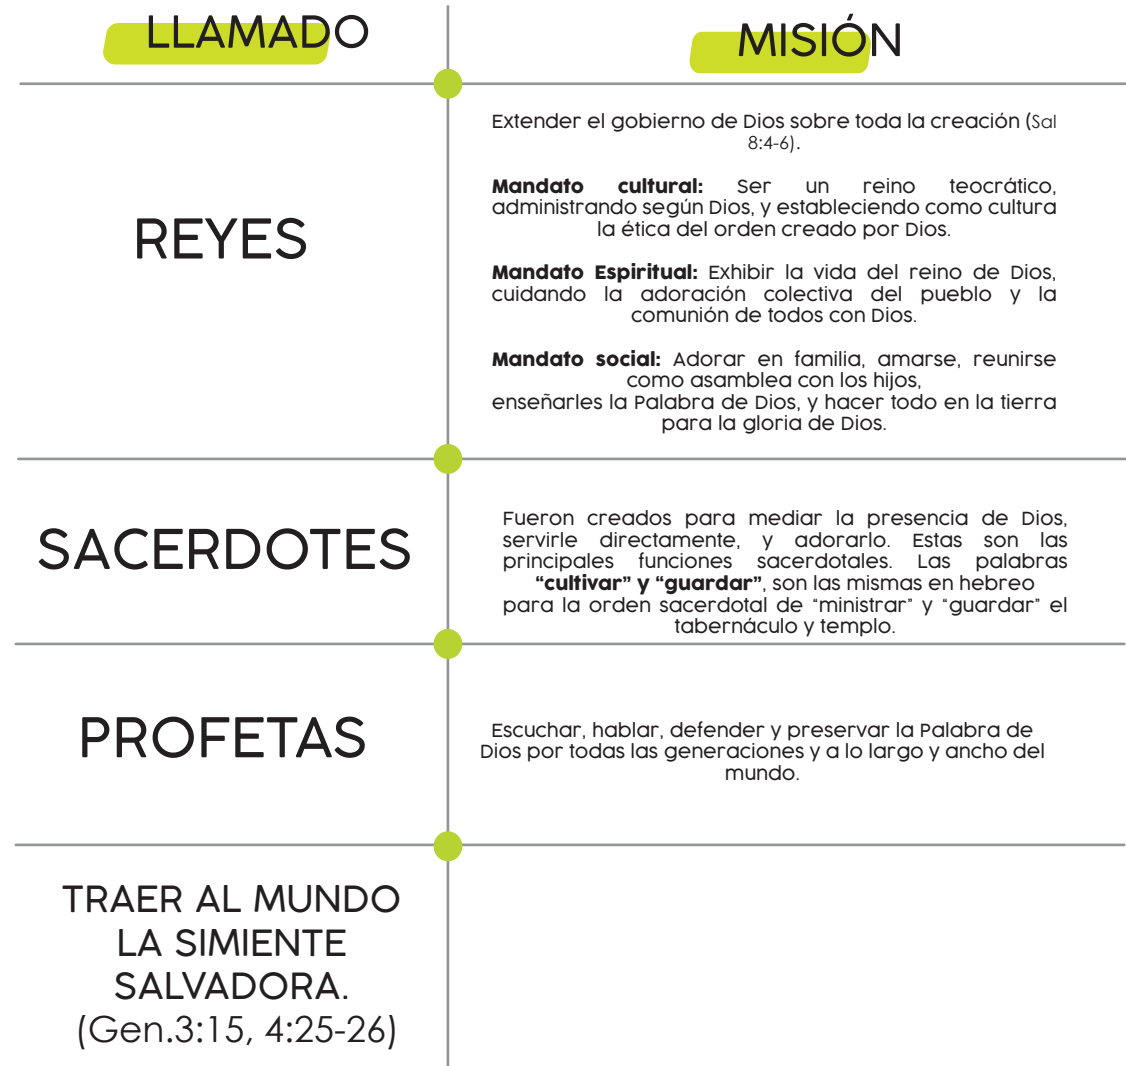 LLAMADO
MISIÓN
REYES
Extender el gobierno de Dios sobre toda la creación (Sal
8:4-6).
Mandato cultural: Ser un reino teocrático,
administrando según Dios, y estableciendo como cultura
la ética del orden creado por Dios.
Mandato Espiritual: Exhibir la vida del reino de Dios,
cuidando la adoración colectiva del pueblo y la
comunión de todos con Dios.
Mandato social: Adorar en familia, amarse, reunirse
como asamblea con los hijos,
enseñarles la Palabra de Dios, y hacer todo en la tierra
para la gloria de Dios.
SACERDOTES
Fueron creados para mediar la presencia de Dios,
servirle directamente, y adorarlo. Estas son las
principales funciones sacerdotales. Las palabras
“cultivar” y “guardar”, son las mismas en hebreo
para la orden sacerdotal de “ministrar” y “guardar” el
tabernáculo y templo.
PROFETAS
Escuchar, hablar, defender y preservar la Palabra de
Dios por todas las generaciones y a lo largo y ancho del
mundo.
TRAER AL MUNDO
LA SIMIENTE
SALVADORA.
(Gen.3:15, 4:25-26)